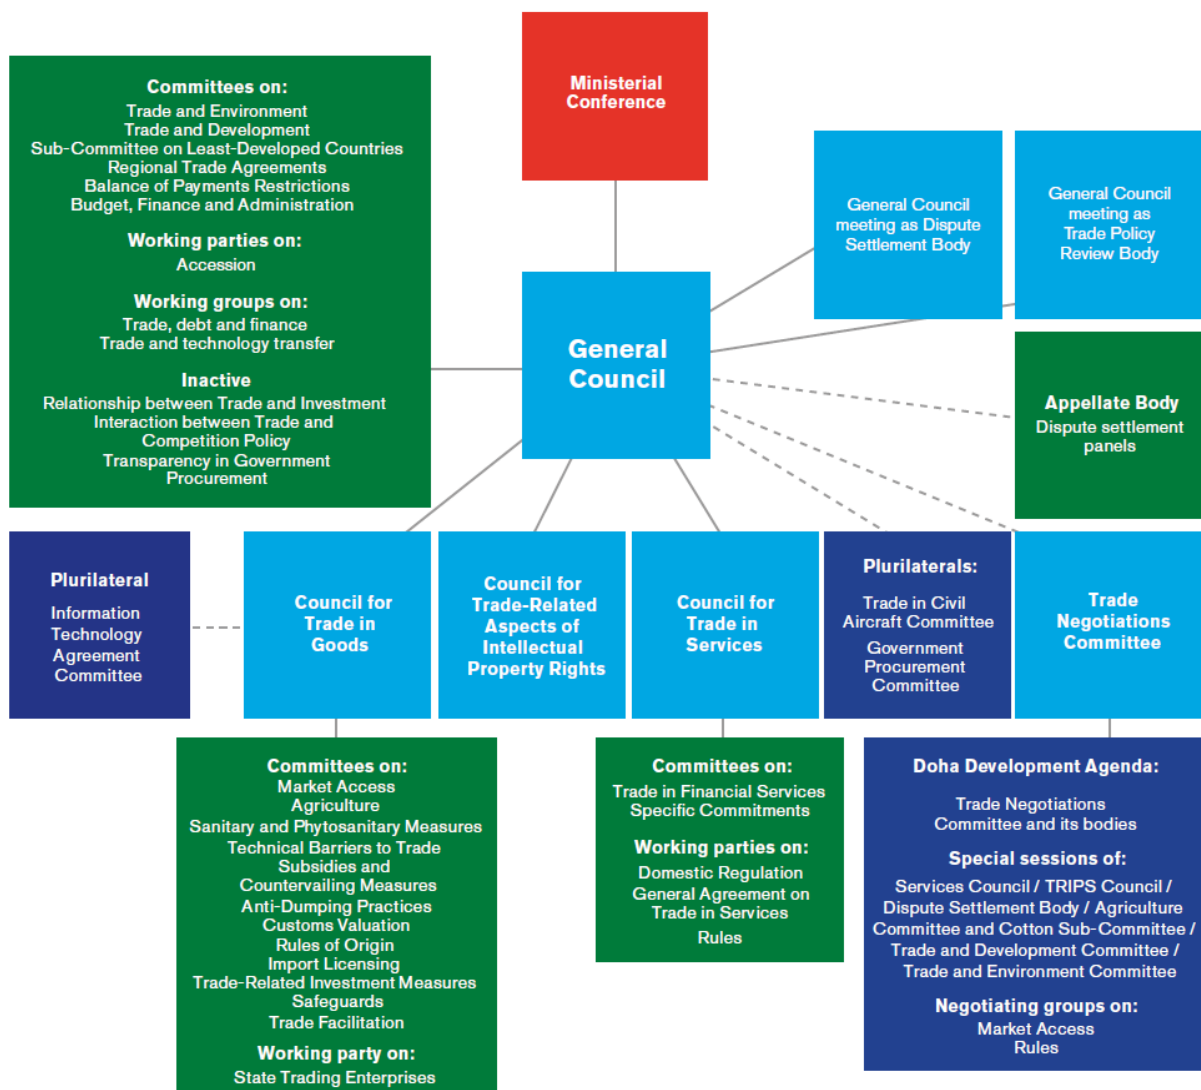 Ministerial
Conference
Committees on:
Trade and Environment
Trade and Development
Sub-Committee on Least-Developed Countries
Regional Trade Agreements
Balance of Payments Restrictions
Budget, Finance and Administration
Working parties on:
Accession
Working groups on:
Trade, debt and finance
Trade and technology transfer
Inactive
Relationship between Trade and Investment
Interaction between Trade and
Competition Policy
Transparency in Government
Procurement
General Council
meeting as Dispute
Settlement Body
General Council
meeting as
Trade Policy
Review Body
General
Council
Appellate Body
Dispute settlement
panels
Plurilateral
Information
Technology
Agreement
Committee
Council for
Trade in
Goods
Council for
Trade-Related
Aspects of
Intellectual
Property Rights
Council for
Trade in
Services
Plurilaterals:
Trade in Civil
Aircraft Committee
Government
Procurement
Committee
Trade
Negotiations
Committee
Committees on:
Market Access
Agriculture
Sanitary and Phytosanitary Measures
Technical Barriers to Trade
Subsidies and
Countervailing Measures
Anti-Dumping Practices
Customs Valuation
Rules of Origin
Import Licensing
Trade-Related Investment Measures
Safeguards
Trade Facilitation
Working party on:
State Trading Enterprises
Committees on:
Trade in Financial Services
Specific Commitments
Working parties on:
Domestic Regulation
General Agreement on
Trade in Services
Rules
Doha Development Agenda:
Trade Negotiations
Committee and its bodies
Special sessions of:
Services Council / TRIPS Council /
Dispute Settlement Body / Agriculture
Committee and Cotton Sub-Committee /
Trade and Development Committee /
Trade and Environment Committee
Negotiating groups on:
Market Access
Rules